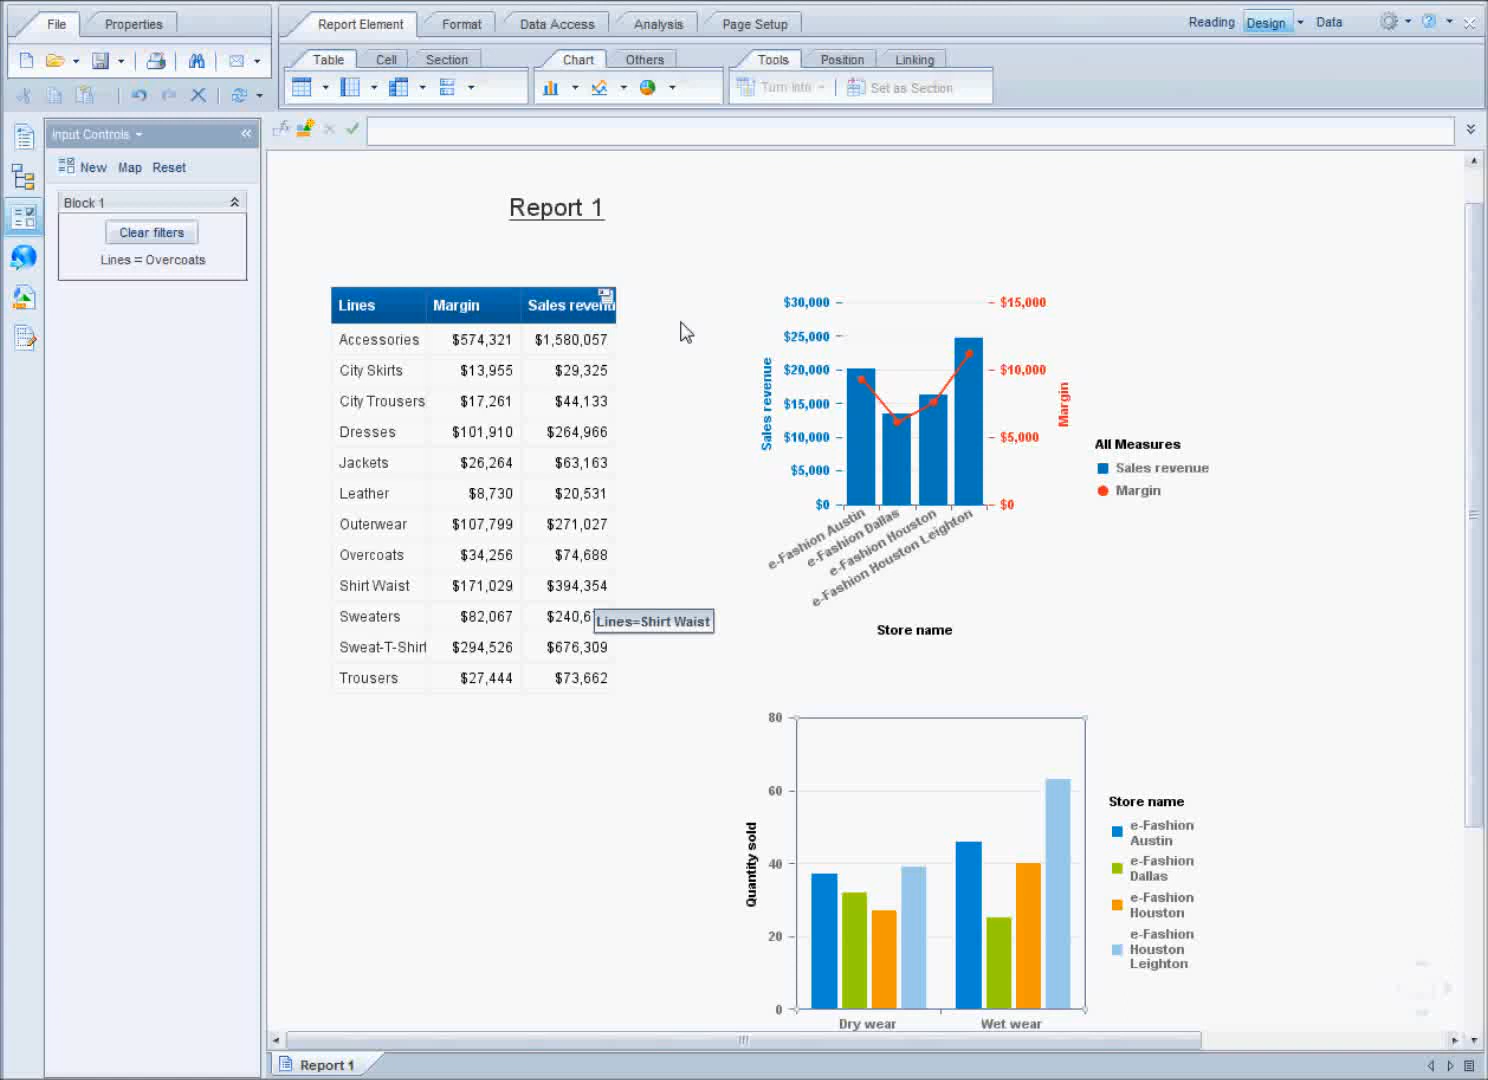 File
Properties
Report Element
Format
Data Access
Analysis
Page Setup
Reading
Design
Data
Table
Cell
Section
Chart
Others
Tools
Position
Linking
Turn Into
Set as Section
Input Controls
New
Map
Reset
Block 1
Clear filters
Lines = Overcoats
Report 1
Lines Margin Sales revenu
Accessories $574,321 $1,580,057
City Skirts $13,955 $29,325
City Trousers $17,261 $44,133
Dresses $101,910 $264,966
Jackets $26,264 $63,163
Leather $8,730 $20,531
Outerwear $107,799 $271,027
Overcoats $34,256 $74,688
Shirt Waist $171,029 $394,354
Sweaters $82,067 $240,6
Lines=Shirt Waist
Sweat-T-Shirt $294,526 $676,309
Trousers $27,444 $73,662
$30,000
$25,000
$20,000
$15,000
$10,000
$5,000
$0
Sales revenue
$15,000
$10,000
$5,000
$0
Margin
e-Fashion Austin
e-Fashion Dallas
e-Fashion Houston
e-Fashion Houston Leighton
Store name
All Measures
Sales revenue
Margin
80
60
40
20
0
Quantity sold
Dry wear
Wet wear
Store name
e-Fashion
Austin
e-Fashion
Dallas
e-Fashion
Houston
e-Fashion
Houston
Leighton
Report 1